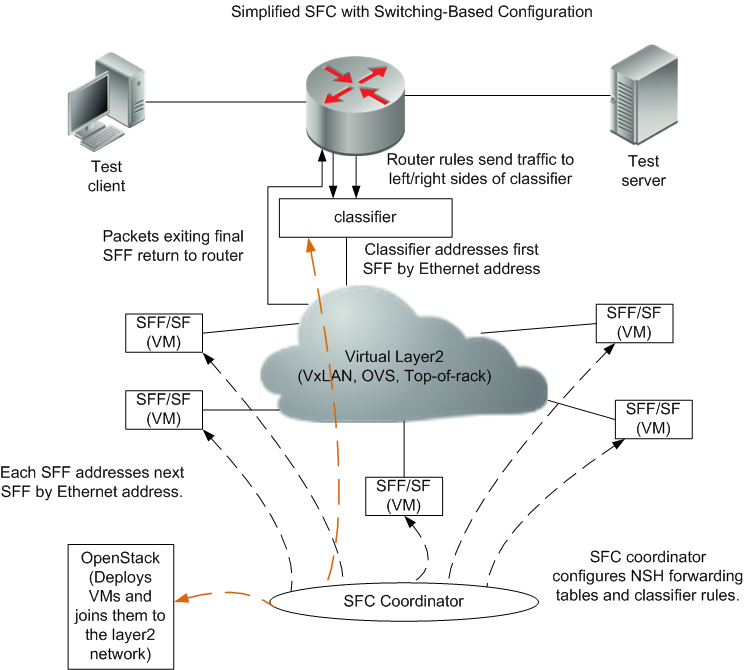 Simplified SFC with Switching-Based Configuration
Test
client
Router rules send traffic to
left/right sides of classifier
Test
server
classifier
Packets exiting final
SFF return to router
Classifier addresses first
SFF by Ethernet address
SFF/SF
(VM)
SFF/SF
(VM)
Virtual Layer2
(VxLAN, OVS, Top-of-rack)
SFF/SF
(VM)
SFF/SF
(VM)
Each SFF addresses next
SFF by Ethernet address.
SFF/SF
(VM)
OpenStack
(Deploys
VMs and
joins them to
the layer2
network)
SFC Coordinator
SFC coordinator
configures NSH forwarding
tables and classifier rules.